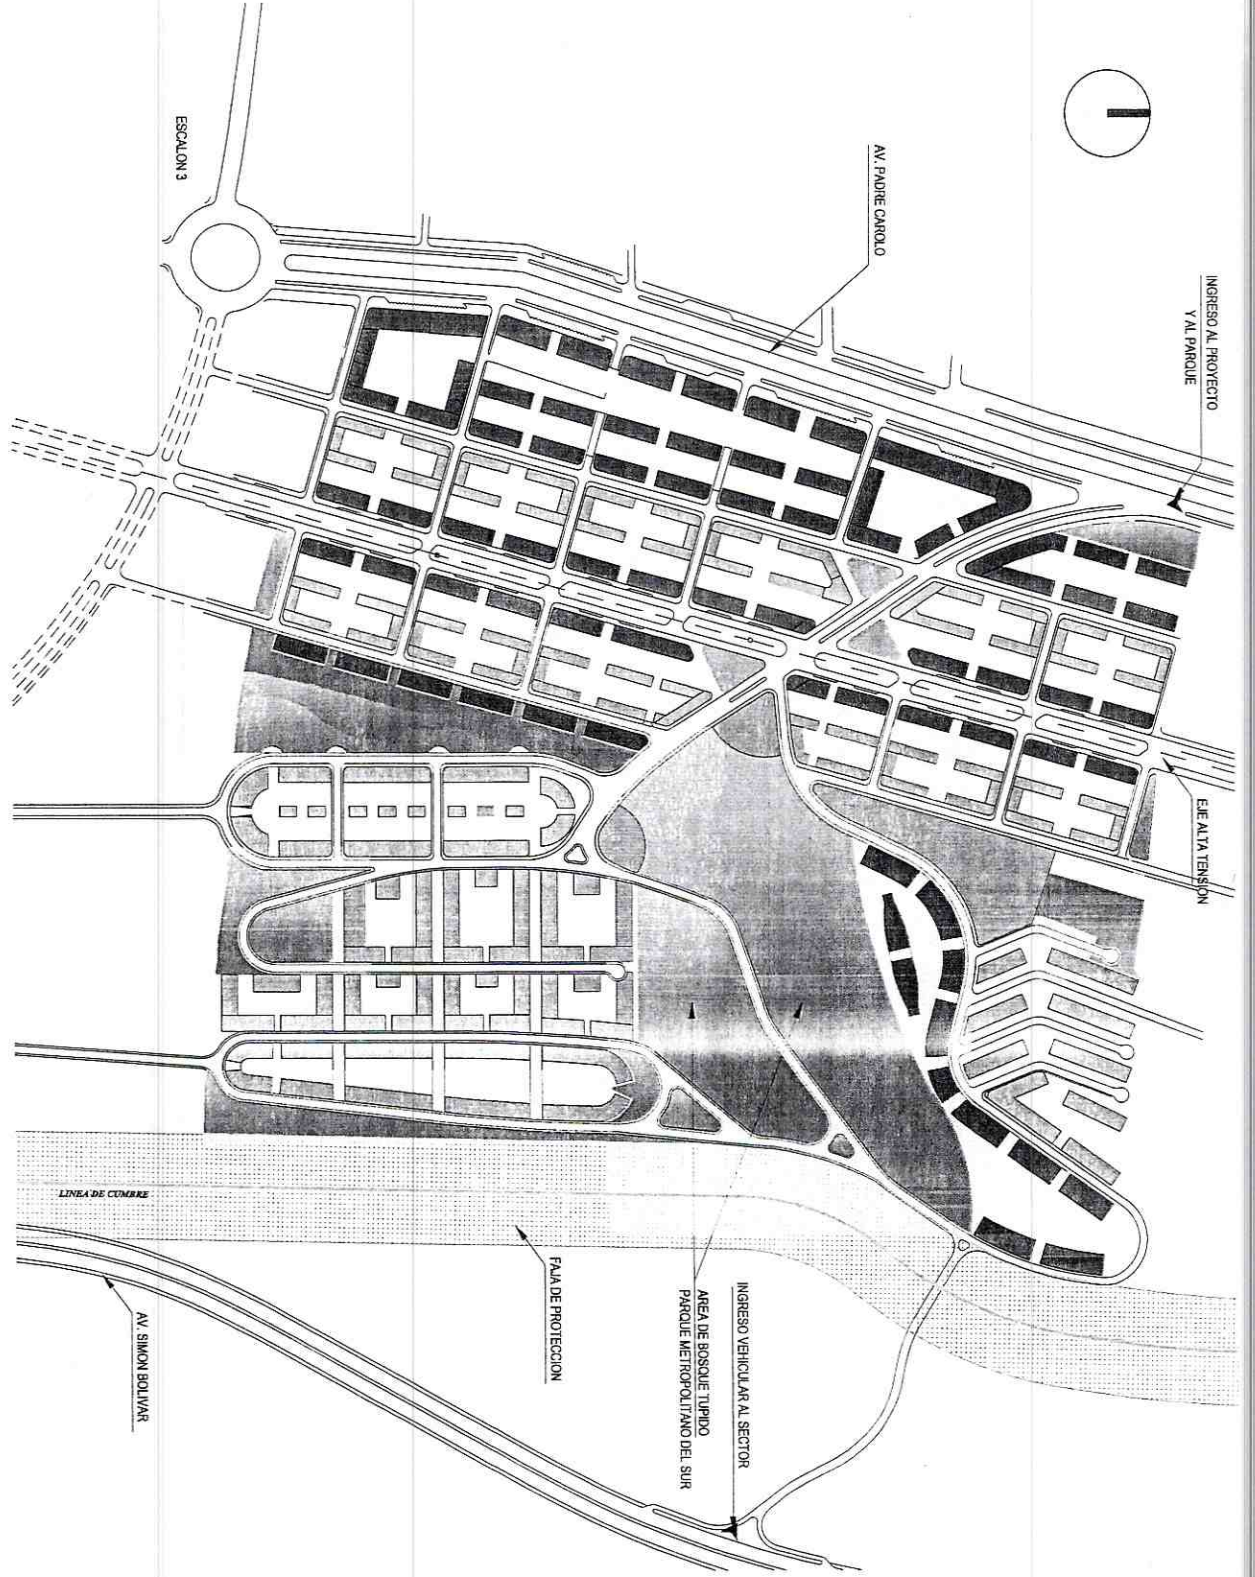 INGRESO AL PROYECTO
Y AL PARQUE
AV. PADRE CAROLO
ESCALON 3
EJE ALTA TENSION
LINEA DE CUMBRE
FAJA DE PROTECCION
AV. SIMON BOLIVAR
AREA DE BOSQUE TUPIDO
PARQUE METROPOLITANO DEL SUR
INGRESO VEHICULAR AL SECTOR